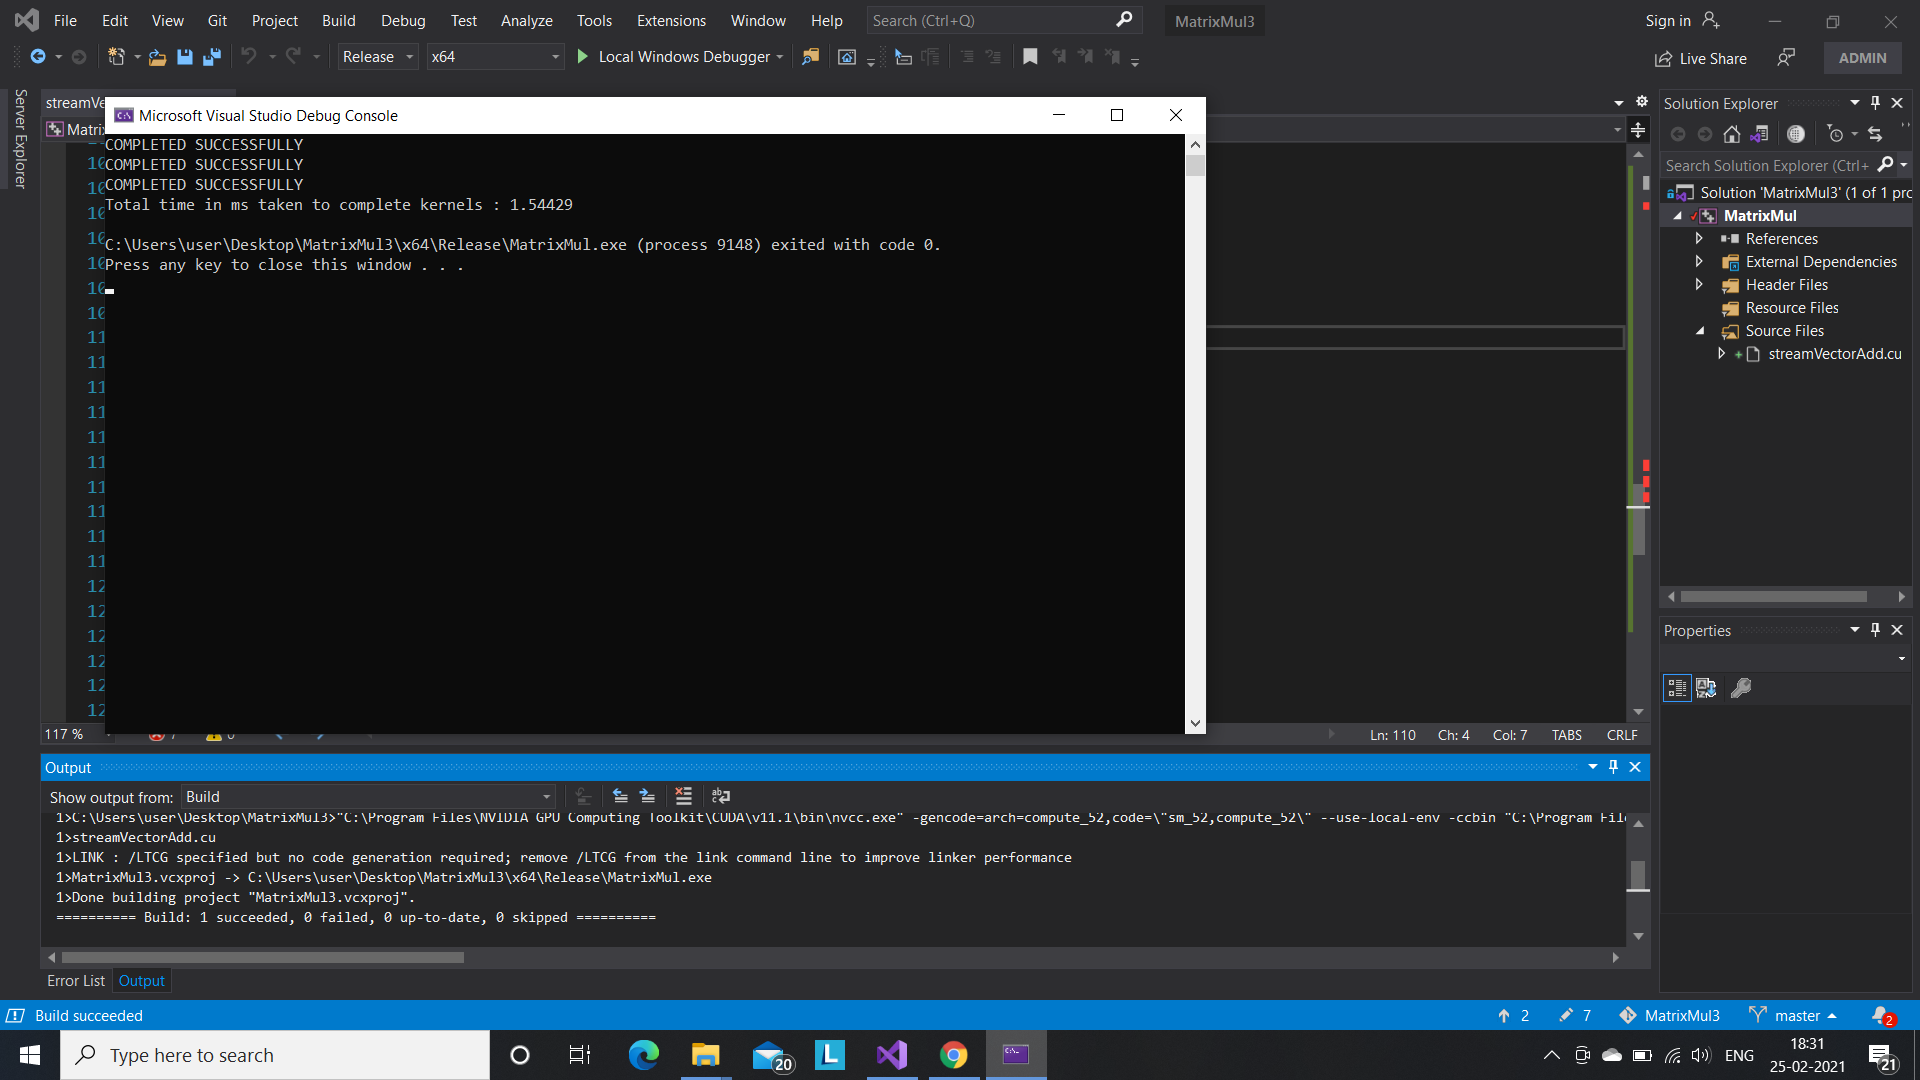 File Edit View Git Project Build Debug Test Analyze Tools Extensions Window Help Search (Ctrl+Q) MatrixMul3 Sign in
Release x64 Local Windows Debugger Live Share ADMIN
Server Explorer
streamVe
Matrix
Microsoft Visual Studio Debug Console
COMPLETED SUCCESSFULLY
COMPLETED SUCCESSFULLY
COMPLETED SUCCESSFULLY
Total time in ms taken to complete kernels : 1.54429
C:\Users\user\Desktop\MatrixMul3\x64\Release\MatrixMul.exe (process 9148) exited with code 0.
Press any key to close this window . . .
117 % Ln: 110 Ch: 4 Col: 7 TABS CRLF
Solution Explorer
Search Solution Explorer (Ctrl+
Solution 'MatrixMul3' (1 of 1 pro
MatrixMul
References
External Dependencies
Header Files
Resource Files
Source Files
streamVectorAdd.cu
Properties
Output
Show output from: Build
1>C:\Users\user\Desktop\MatrixMul3>"C:\Program Files\NVIDIA GPU Computing Toolkit\CUDA\v11.1\bin\nvcc.exe" -gencode=arch=compute_52,code=\"sm_52,compute_52\" --use-local-env -ccbin "C:\Program Fil
1>streamVectorAdd.cu
1>LINK : /LTCG specified but no code generation required; remove /LTCG from the link command line to improve linker performance
1>MatrixMul3.vcxproj -> C:\Users\user\Desktop\MatrixMul3\x64\Release\MatrixMul.exe
1>Done building project "MatrixMul3.vcxproj".
========== Build: 1 succeeded, 0 failed, 0 up-to-date, 0 skipped ==========
Error List Output
Build succeeded 2 7 MatrixMul3 master 2
Type here to search 20 L ENG 18:31
25-02-2021 21